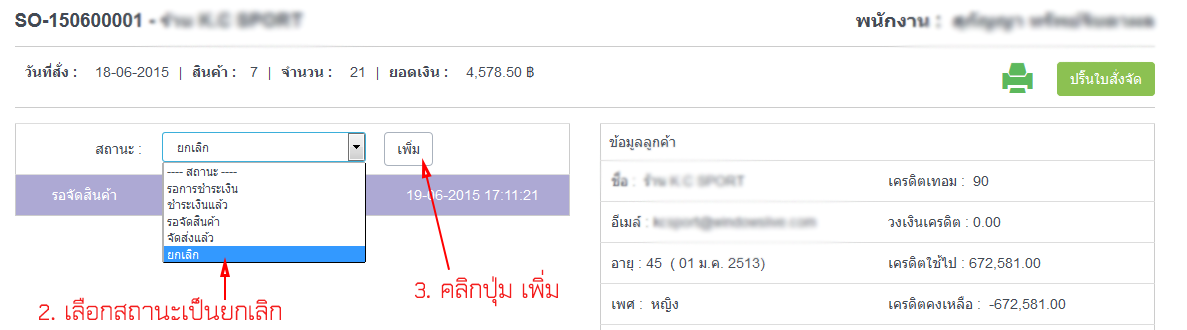 SO-150600001 -
พนักงาน :
วันที่สั่ง : 18-06-2015 | สินค้า : 7 | จำนวน : 21 | ยอดเงิน : 4,578.50 ฿
ปริ้นใบสั่งจัด
สถานะ : ยกเลิก เพิ่ม
---- สถานะ ----
รอการชำระเงิน
ชำระเงินแล้ว
รอจัดสินค้า
จัดส่งแล้ว
ยกเลิก
รอจัดสินค้า 19-06-2015 17:11:21
2. เลือกสถานะเป็นยกเลิก
3. คลิกปุ่ม เพิ่ม
ข้อมูลลูกค้า
ชื่อ :
เครดิตเทอม : 90
อีเมล์ :
วงเงินเครดิต : 0.00
อายุ : 45 ( 01 ม.ค. 2513)
เครดิตใช้ไป : 672,581.00
เพศ : หญิง
เครดิตคงเหลือ : -672,581.00